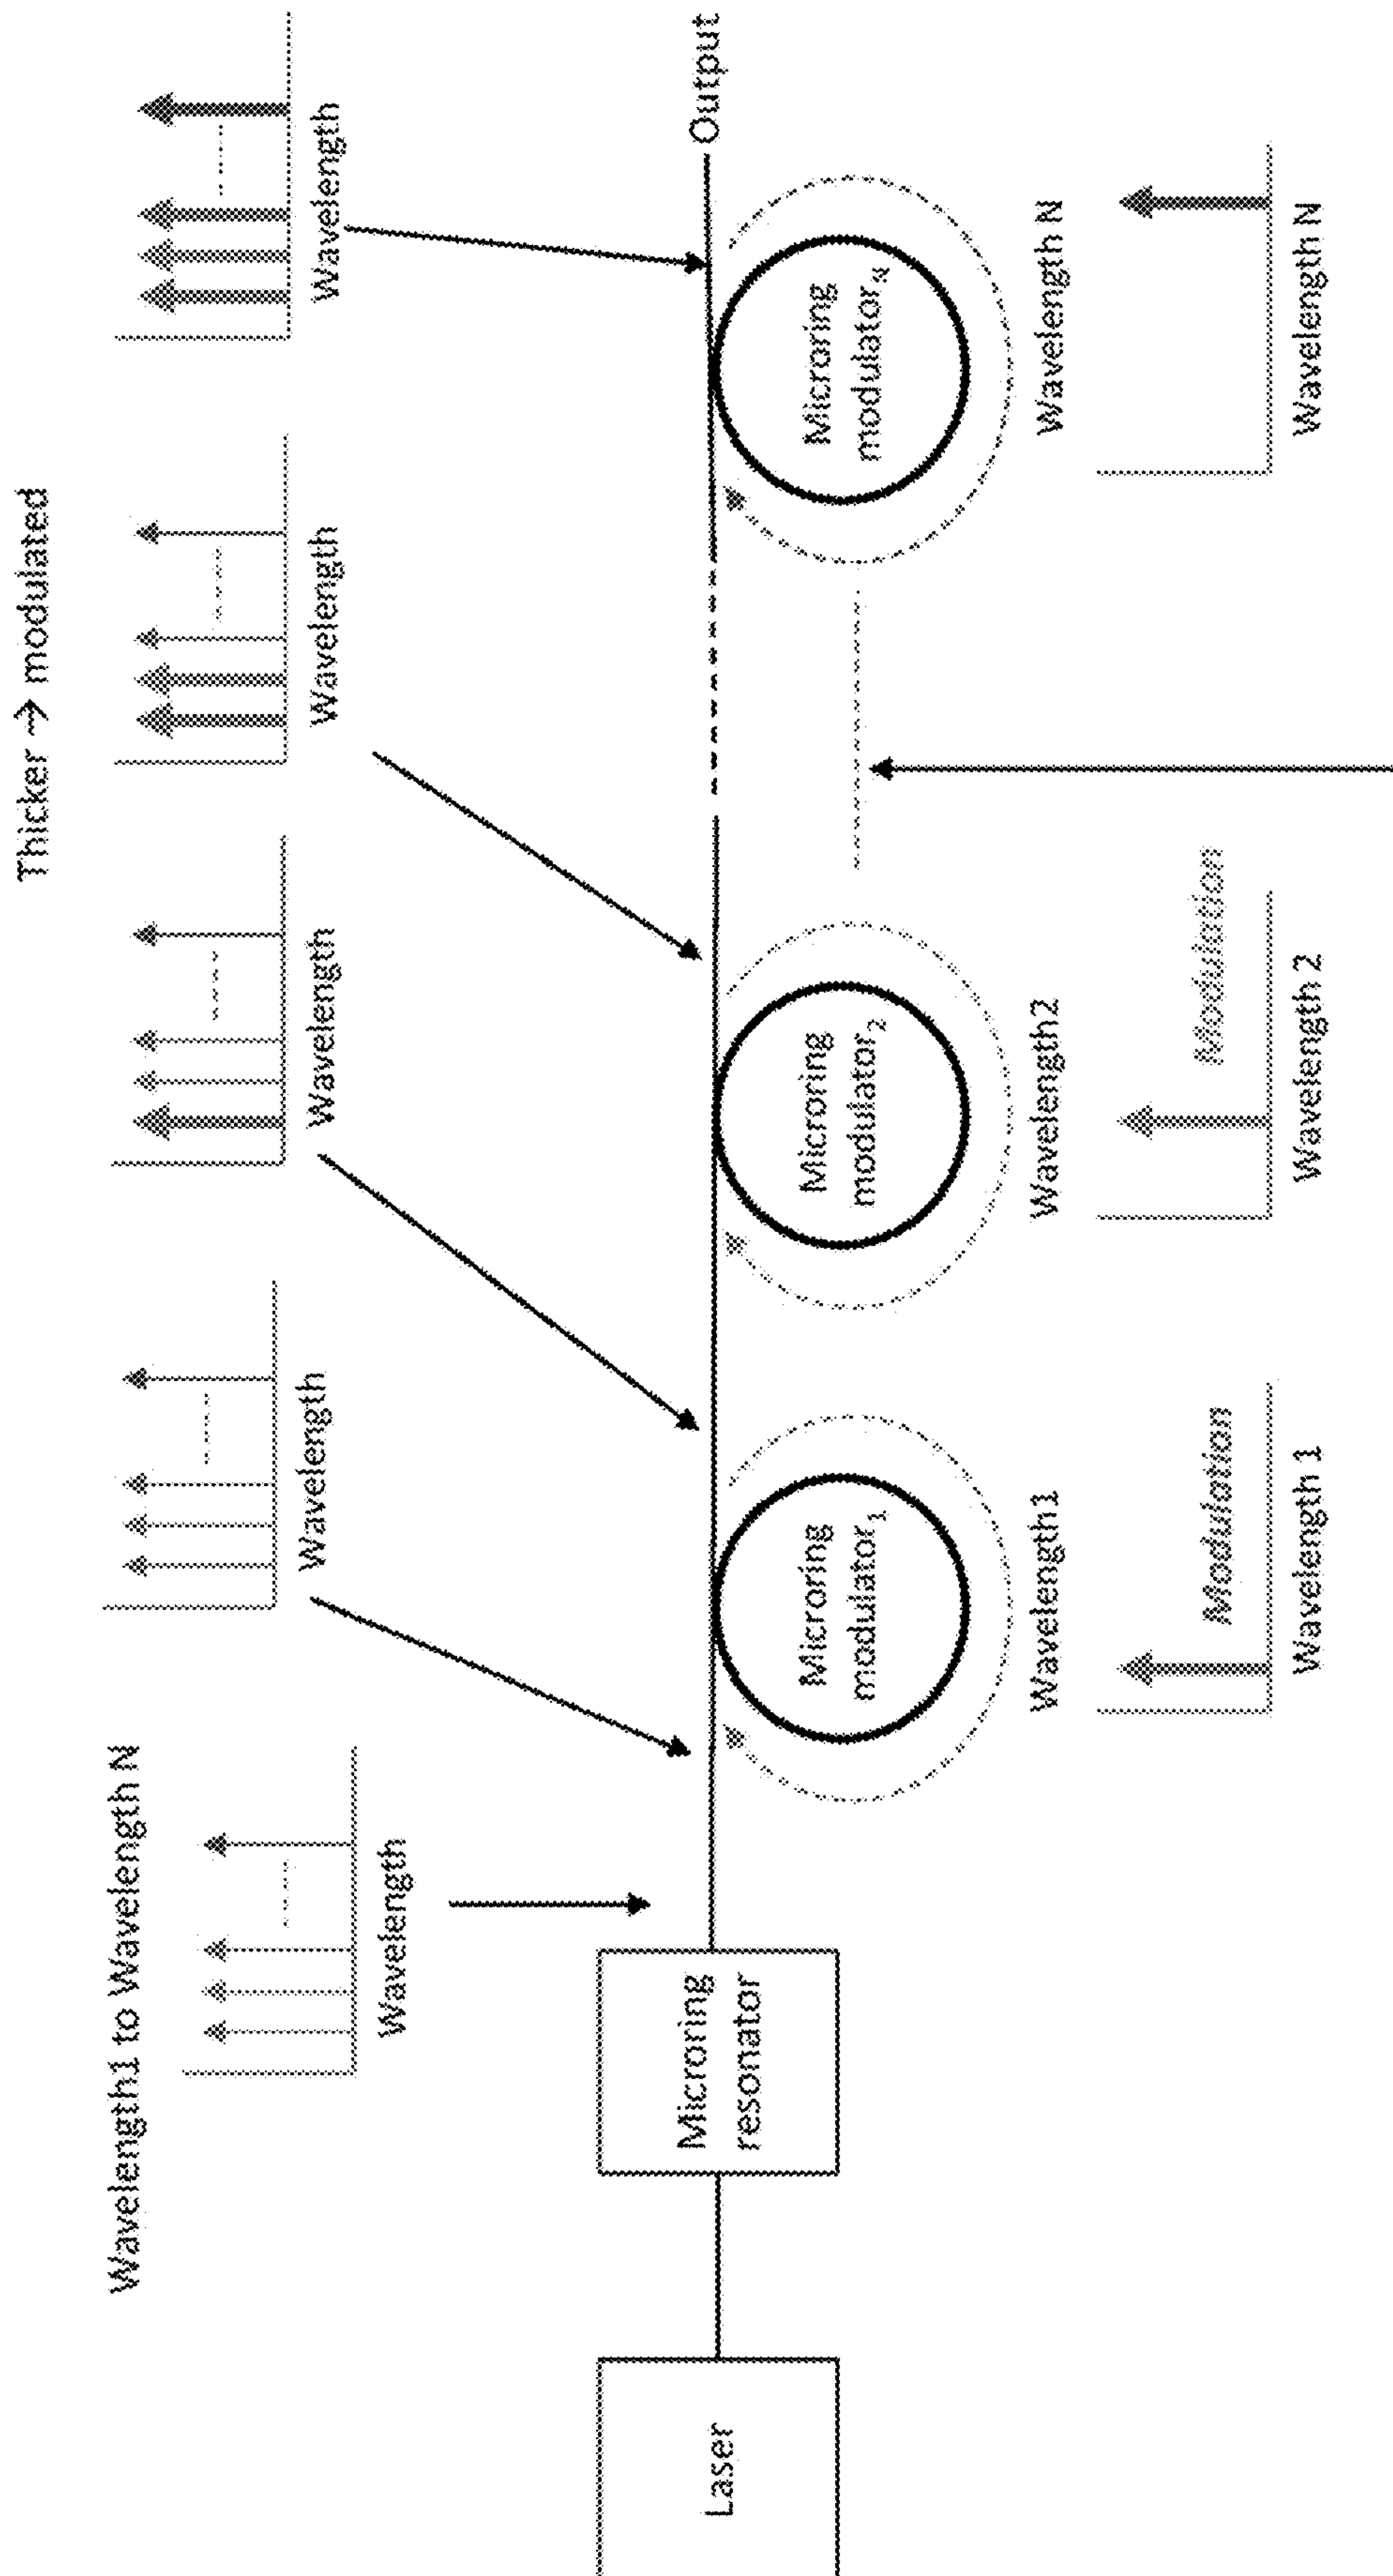 Thicker → modulated
Wavelength1 to Wavelength N
Wavelength
Wavelength
Wavelength
Wavelength
Wavelength
Laser
Microring
resonator
Output
Microring
modulator₁
Microring
modulator₂
Microring
modulatorₙ
Wavelength1
Wavelength2
Wavelength N
Modulation
Modulation
Wavelength 1
Wavelength 2
Wavelength N